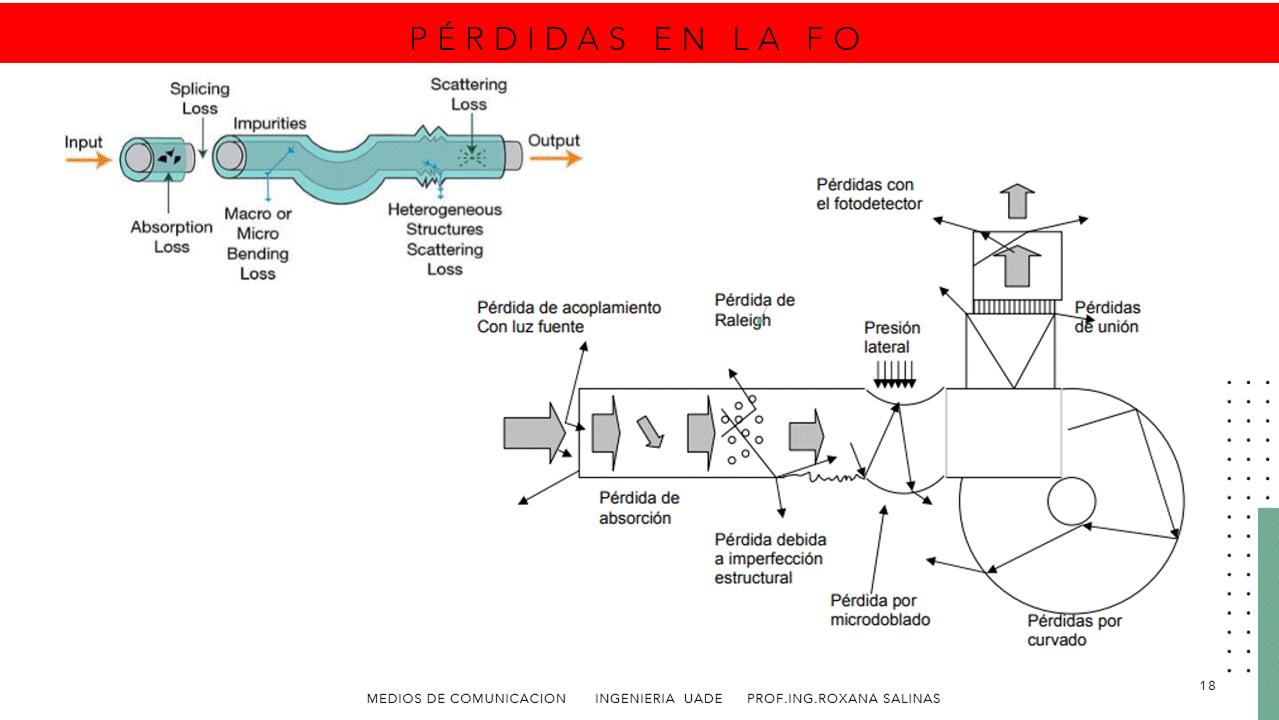 PÉRDIDAS EN LA FO
Splicing
Loss
Scattering
Loss
Input
Impurities
Output
Absorption
Loss
Macro or
Micro
Bending
Loss
Heterogeneous
Structures
Scattering
Loss
Pérdidas con
el fotodetector
Pérdida de acoplamiento
Con luz fuente
Pérdida de
Raleigh
Presión
lateral
Pérdidas
de unión
Pérdida de
absorción
Pérdida debida
a imperfección
estructural
Pérdida por
microdoblado
Pérdidas por
curvado
18
MEDIOS DE COMUNICACION INGENIERIA UADE PROF.ING.ROXANA SALINAS